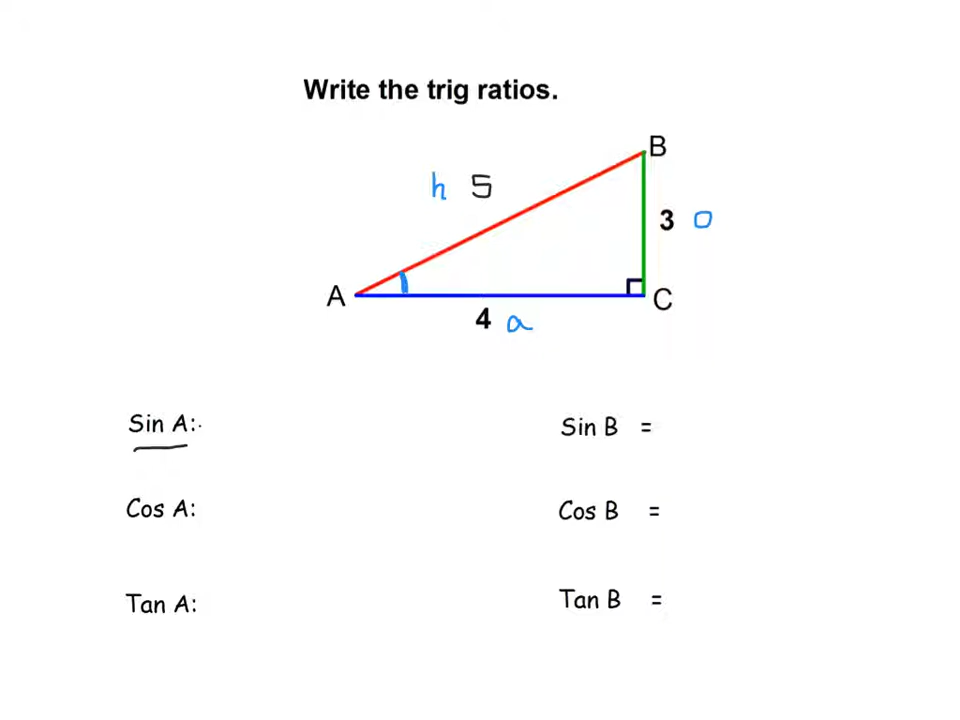 Write the trig ratios.
B
h 5
3 o
A
C
4 a
Sin A:
Sin B =
Cos A:
Cos B =
Tan A:
Tan B =